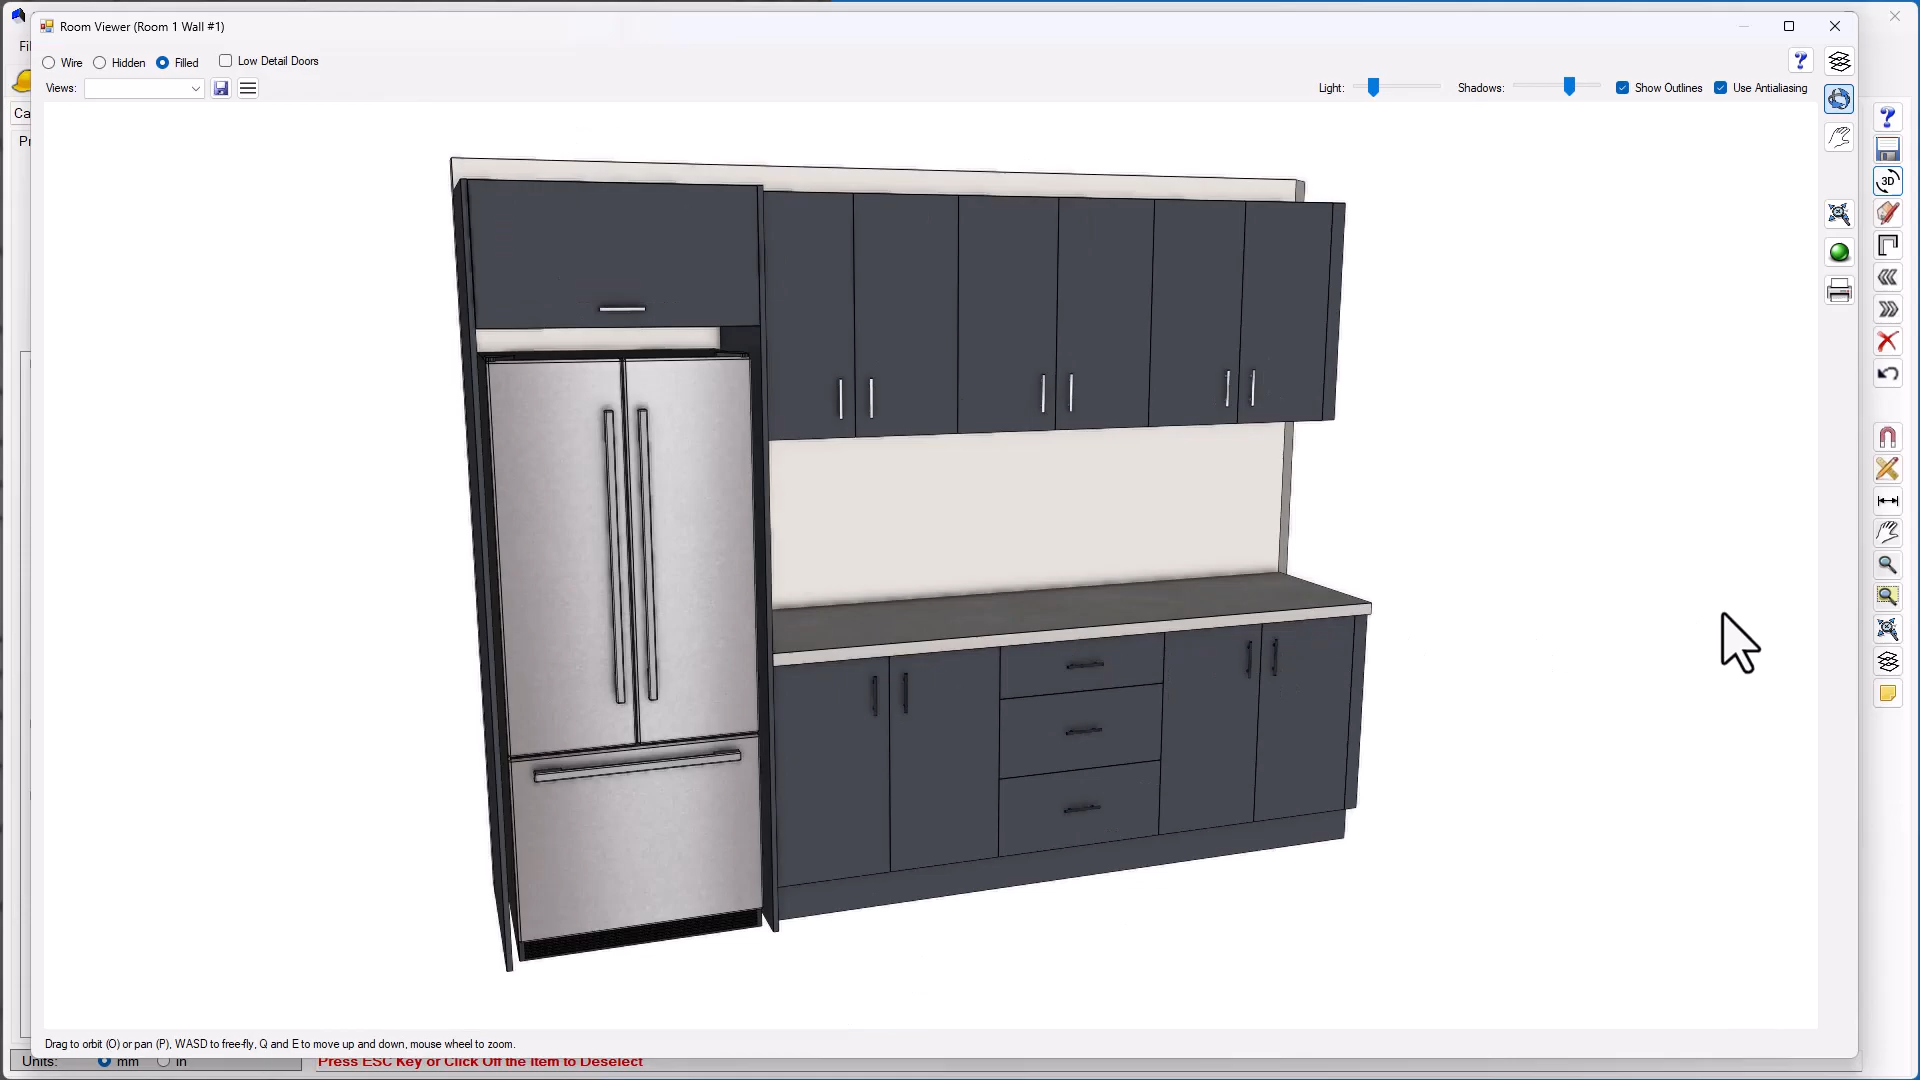 Room Viewer (Room 1 Wall #1)
Fil
Wire Hidden Filled Low Detail Doors
Views: Light: Shadows: Show Outlines Use Antialiasing
Ca
Pr
3D
Drag to orbit (O) or pan (P), WASD to free-fly, Q and E to move up and down, mouse wheel to zoom.
Units: mm in Press ESC Key or Click Off the Item to Deselect